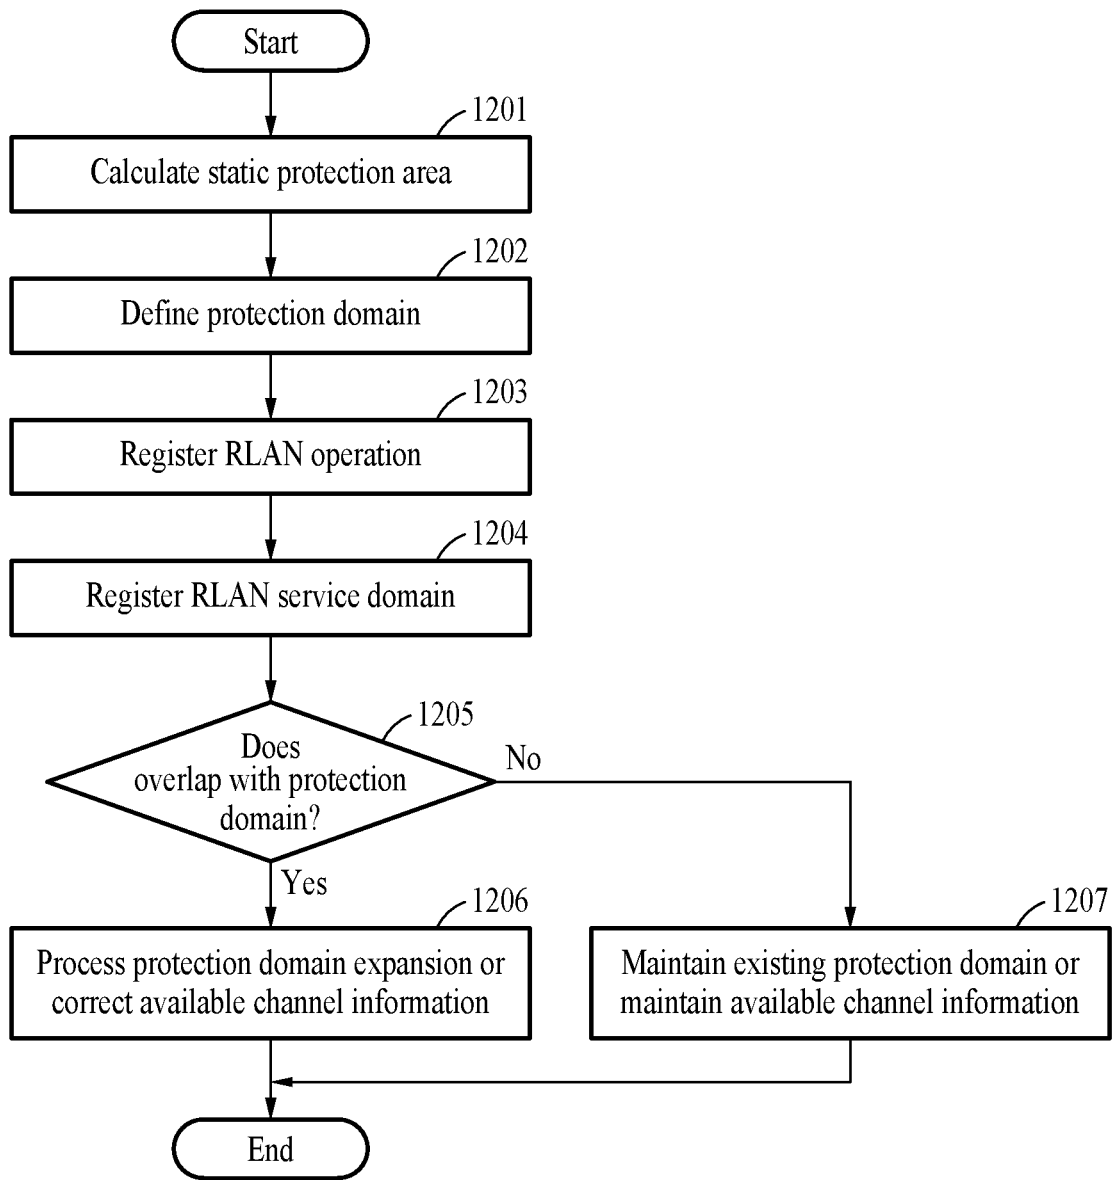 Start
1201
Calculate static protection area
1202
Define protection domain
1203
Register RLAN operation
1204
Register RLAN service domain
1205
Does
overlap with protection
domain?
No
Yes
1206
Process protection domain expansion or
correct available channel information
1207
Maintain existing protection domain or
maintain available channel information
End